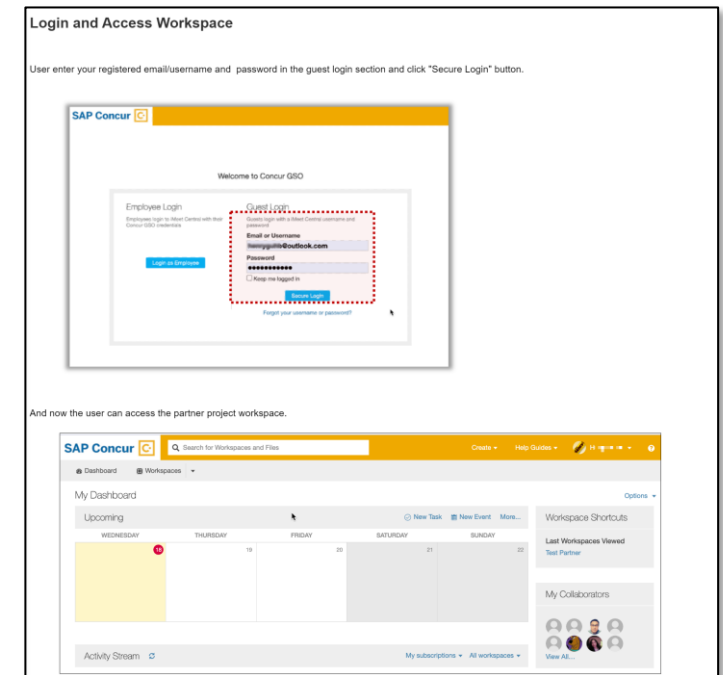 Login and Access Workspace
User enter your registered email/username and password in the guest login section and click "Secure Login" button.
SAP Concur C
Welcome to Concur GSO
Employee Login
Employees login to Allset Central with their
Concur GSO credentials
Login as Employee
Guest Login
Guests login with a Allset Central username and
password
Email or Username
@outlook.com
Password
Keep me logged in
Secure Login
Forgot your username or password?
And now the user can access the partner project workspace.
SAP Concur C
Search for Workspaces and Files
Create
Help Guides
Hi
Dashboard
Workspaces
My Dashboard
Options
Upcoming
New Task
New Event
More...
WEDNESDAY THURSDAY FRIDAY SATURDAY SUNDAY
18 19 20 21 22
Workspace Shortcuts
Last Workspaces Viewed
Test Partner
My Collaborators
View All...
Activity Stream
My subscriptions
All workspaces